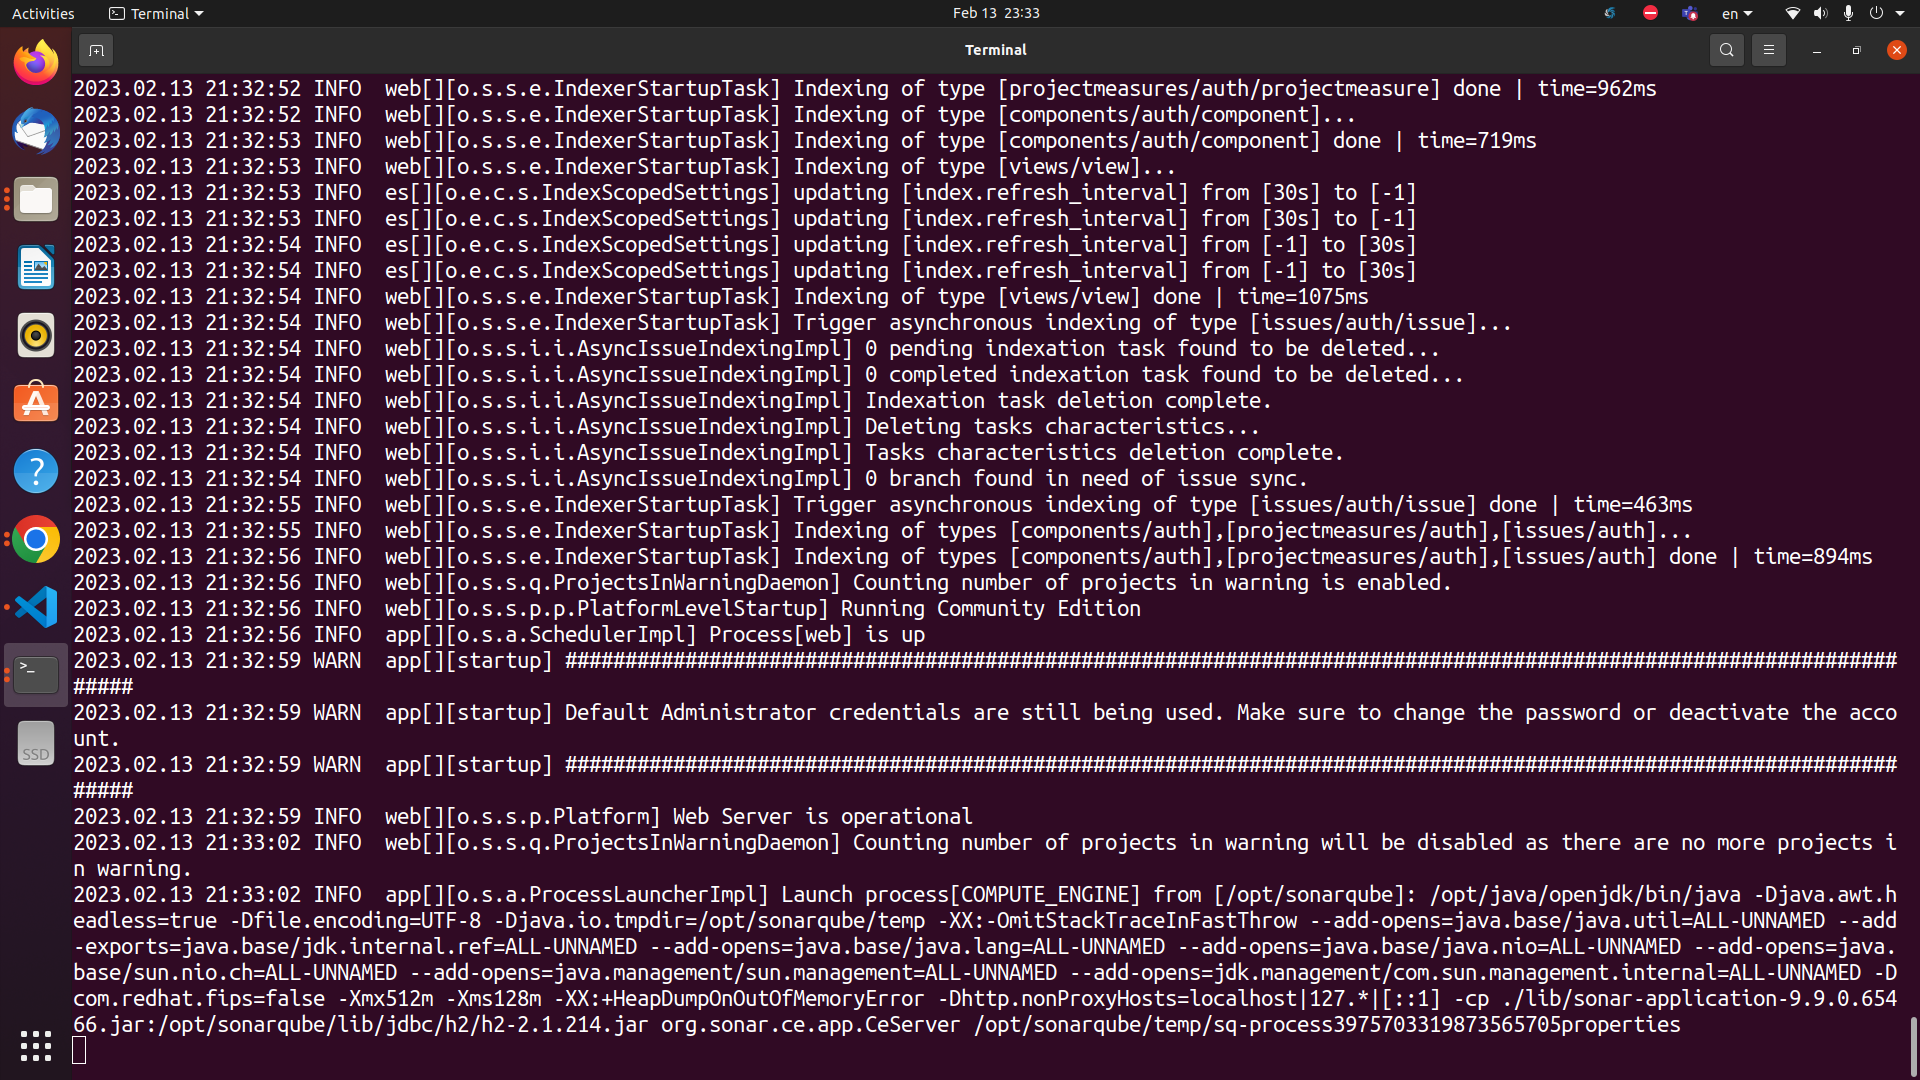 Activities
Terminal
Feb 13 23:33
en
Terminal
2023.02.13 21:32:52 INFO  web[][o.s.s.e.IndexerStartupTask] Indexing of type [projectmeasures/auth/projectmeasure] done | time=962ms
2023.02.13 21:32:52 INFO  web[][o.s.s.e.IndexerStartupTask] Indexing of type [components/auth/component]...
2023.02.13 21:32:53 INFO  web[][o.s.s.e.IndexerStartupTask] Indexing of type [components/auth/component] done | time=719ms
2023.02.13 21:32:53 INFO  web[][o.s.s.e.IndexerStartupTask] Indexing of type [views/view]...
2023.02.13 21:32:53 INFO  es[][o.e.c.s.IndexScopedSettings] updating [index.refresh_interval] from [30s] to [-1]
2023.02.13 21:32:53 INFO  es[][o.e.c.s.IndexScopedSettings] updating [index.refresh_interval] from [30s] to [-1]
2023.02.13 21:32:54 INFO  es[][o.e.c.s.IndexScopedSettings] updating [index.refresh_interval] from [-1] to [30s]
2023.02.13 21:32:54 INFO  es[][o.e.c.s.IndexScopedSettings] updating [index.refresh_interval] from [-1] to [30s]
2023.02.13 21:32:54 INFO  web[][o.s.s.e.IndexerStartupTask] Indexing of type [views/view] done | time=1075ms
2023.02.13 21:32:54 INFO  web[][o.s.s.e.IndexerStartupTask] Trigger asynchronous indexing of type [issues/auth/issue]...
2023.02.13 21:32:54 INFO  web[][o.s.s.i.i.AsyncIssueIndexingImpl] 0 pending indexation task found to be deleted...
2023.02.13 21:32:54 INFO  web[][o.s.s.i.i.AsyncIssueIndexingImpl] 0 completed indexation task found to be deleted...
2023.02.13 21:32:54 INFO  web[][o.s.s.i.i.AsyncIssueIndexingImpl] Indexation task deletion complete.
2023.02.13 21:32:54 INFO  web[][o.s.s.i.i.AsyncIssueIndexingImpl] Deleting tasks characteristics...
2023.02.13 21:32:54 INFO  web[][o.s.s.i.i.AsyncIssueIndexingImpl] Tasks characteristics deletion complete.
2023.02.13 21:32:54 INFO  web[][o.s.s.i.i.AsyncIssueIndexingImpl] 0 branch found in need of issue sync.
2023.02.13 21:32:55 INFO  web[][o.s.s.e.IndexerStartupTask] Trigger asynchronous indexing of type [issues/auth/issue] done | time=463ms
2023.02.13 21:32:55 INFO  web[][o.s.s.e.IndexerStartupTask] Indexing of types [components/auth],[projectmeasures/auth],[issues/auth]...
2023.02.13 21:32:56 INFO  web[][o.s.s.e.IndexerStartupTask] Indexing of types [components/auth],[projectmeasures/auth],[issues/auth] done | time=894ms
2023.02.13 21:32:56 INFO  web[][o.s.s.q.ProjectsInWarningDaemon] Counting number of projects in warning is enabled.
2023.02.13 21:32:56 INFO  web[][o.s.s.p.p.PlatformLevelStartup] Running Community Edition
2023.02.13 21:32:56 INFO  app[][o.s.a.SchedulerImpl] Process[web] is up
2023.02.13 21:32:59 WARN  app[][startup] ###############################################################################################################
#####
2023.02.13 21:32:59 WARN  app[][startup] Default Administrator credentials are still being used. Make sure to change the password or deactivate the acco
unt.
2023.02.13 21:32:59 WARN  app[][startup] ###############################################################################################################
#####
2023.02.13 21:32:59 INFO  web[][o.s.s.p.Platform] Web Server is operational
2023.02.13 21:33:02 INFO  web[][o.s.s.q.ProjectsInWarningDaemon] Counting number of projects in warning will be disabled as there are no more projects i
n warning.
2023.02.13 21:33:02 INFO  app[][o.s.a.ProcessLauncherImpl] Launch process[COMPUTE_ENGINE] from [/opt/sonarqube]: /opt/java/openjdk/bin/java -Djava.awt.h
eadless=true -Dfile.encoding=UTF-8 -Djava.io.tmpdir=/opt/sonarqube/temp -XX:-OmitStackTraceInFastThrow --add-opens=java.base/java.util=ALL-UNNAMED --add
-exports=java.base/jdk.internal.ref=ALL-UNNAMED --add-opens=java.base/java.lang=ALL-UNNAMED --add-opens=java.base/java.nio=ALL-UNNAMED --add-opens=java.
base/sun.nio.ch=ALL-UNNAMED --add-opens=java.management/sun.management=ALL-UNNAMED --add-opens=jdk.management/com.sun.management.internal=ALL-UNNAMED -D
com.redhat.fips=false -Xmx512m -Xms128m -XX:+HeapDumpOnOutOfMemoryError -Dhttp.nonProxyHosts=localhost|127.*|[::1] -cp ./lib/sonar-application-9.9.0.654
66.jar:/opt/sonarqube/lib/jdbc/h2/h2-2.1.214.jar org.sonar.ce.app.CeServer /opt/sonarqube/temp/sq-process3975703319873565705properties
SSD